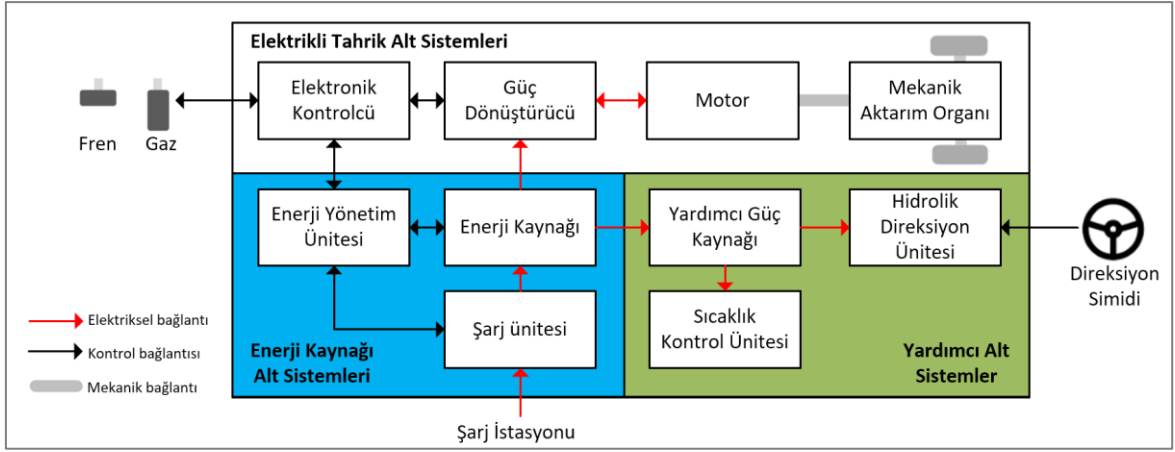 Elektrikli Tahrik Alt Sistemleri
Fren
Gaz
Elektronik
Kontrolcü
Güç
Dönüştürücü
Motor
Mekanik
Aktarım Organı
Enerji Yönetim
Ünitesi
Enerji Kaynağı
Yardımcı Güç
Kaynağı
Hidrolik
Direksiyon
Ünitesi
Direksiyon
Simidi
Şarj ünitesi
Sıcaklık
Kontrol Ünitesi
Elektriksel bağlantı
Kontrol bağlantısı
Mekanik bağlantı
Enerji Kaynağı
Alt Sistemleri
Yardımcı Alt
Sistemler
Şarj İstasyonu